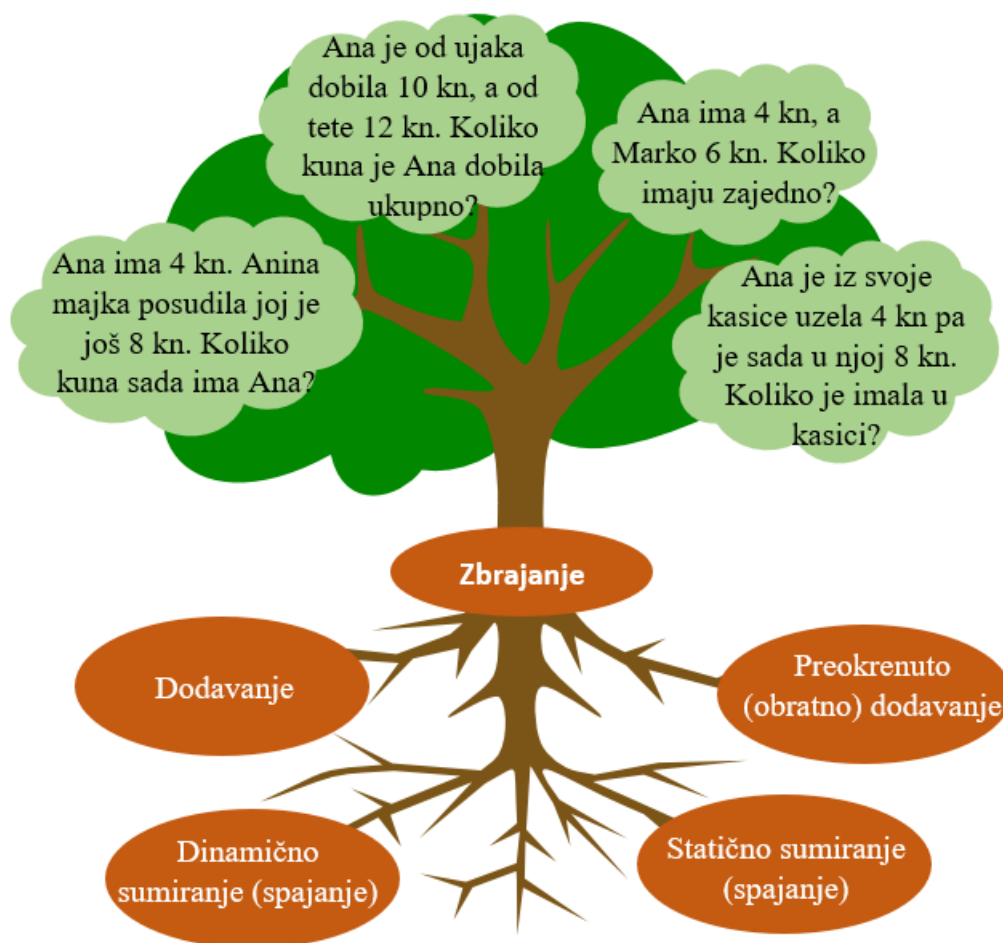 Ana je od ujaka
dobila 10 kn, a od
tete 12 kn. Koliko
kuna je Ana dobila
ukupno?
Ana ima 4 kn, a
Marko 6 kn. Koliko
imaju zajedno?
Ana ima 4 kn. Anina
majka posudila joj je
još 8 kn. Koliko
kuna sada ima Ana?
Ana je iz svoje
kasice uzela 4 kn pa
je sada u njoj 8 kn.
Koliko je imala u
kasici?
Zbrajanje
Dodavanje
Preokrenuto
(obratno) dodavanje
Dinamično
sumiranje (spajanje)
Statično sumiranje
(spajanje)